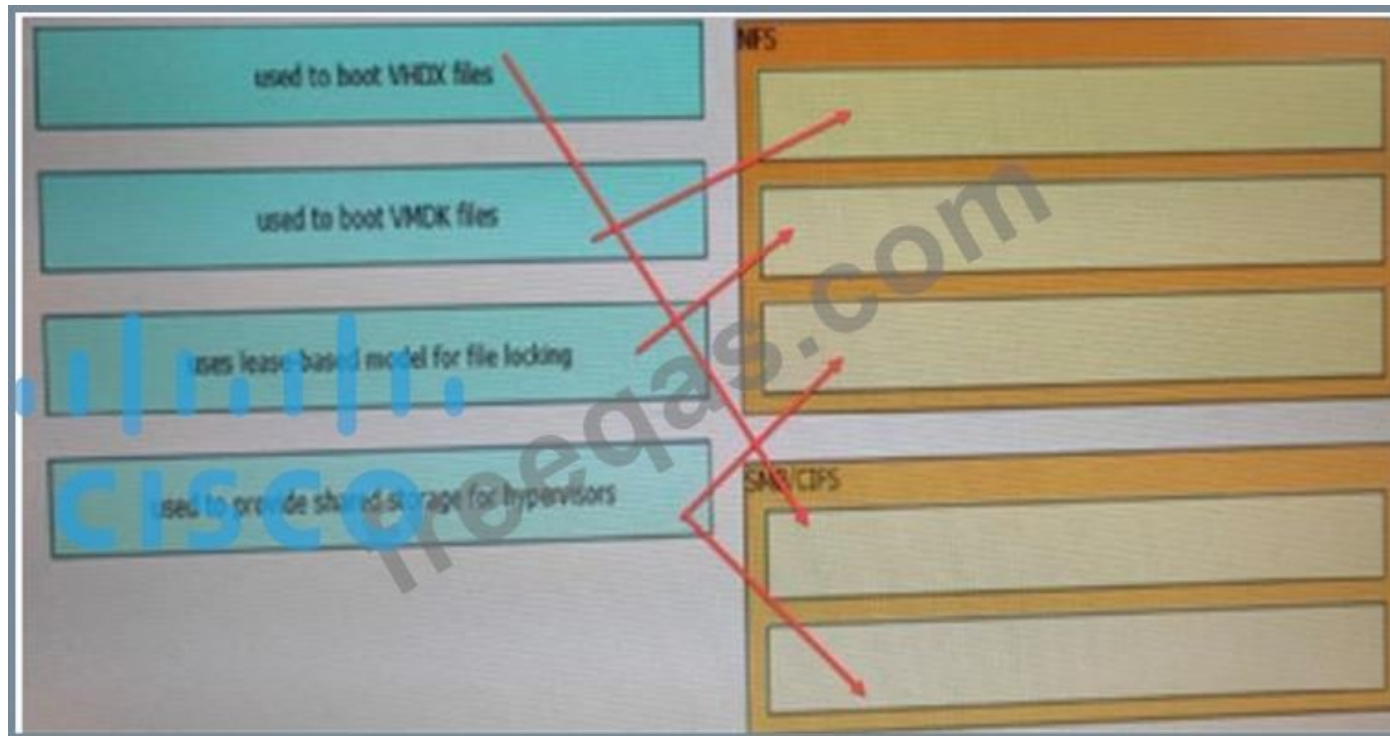 used to boot VHDX files
used to boot VMDK files
uses lease-based model for file locking
used to provide shared storage for hypervisors
NFS
SMB/CIFS
CISCO
freeqas.com